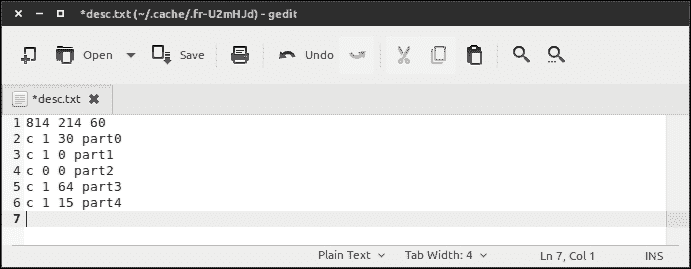 *desc.txt (~/.cache/.fr-U2mHJd) - gedit
Open Save Undo
*desc.txt
1 814 214 60
2 c 1 30 part0
3 c 1 0 part1
4 c 0 0 part2
5 c 1 64 part3
6 c 1 15 part4
7
Plain Text Tab Width: 4 Ln 7, Col 1 INS